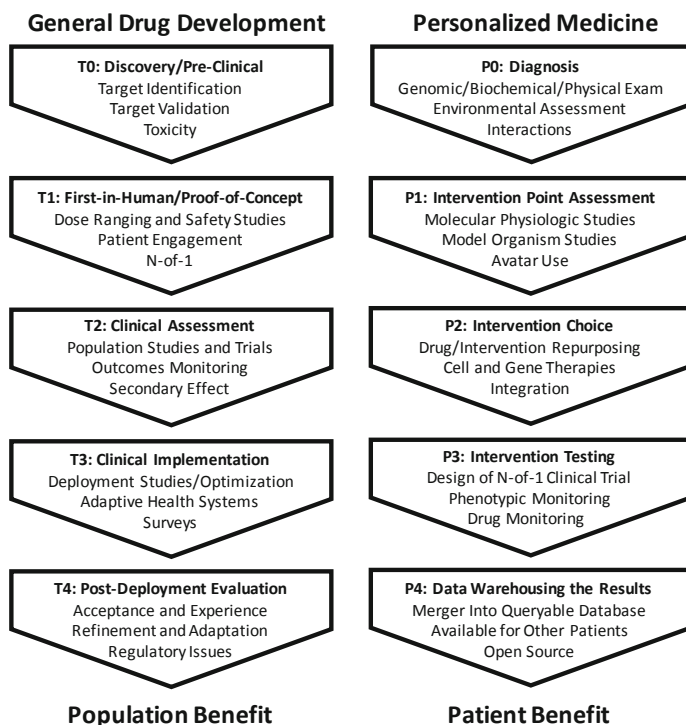 General Drug Development
T0: Discovery/Pre-Clinical
Target Identification
Target Validation
Toxicity
T1: First-in-Human/Proof-of-Concept
Dose Ranging and Safety Studies
Patient Engagement
N-of-1
T2: Clinical Assessment
Population Studies and Trials
Outcomes Monitoring
Secondary Effect
T3: Clinical Implementation
Deployment Studies/Optimization
Adaptive Health Systems
Surveys
T4: Post-Deployment Evaluation
Acceptance and Experience
Refinement and Adaptation
Regulatory Issues
Population Benefit
Personalized Medicine
P0: Diagnosis
Genomic/Biochemical/Physical Exam
Environmental Assessment
Interactions
P1: Intervention Point Assessment
Molecular Physiologic Studies
Model Organism Studies
Avatar Use
P2: Intervention Choice
Drug/Intervention Repurposing
Cell and Gene Therapies
Integration
P3: Intervention Testing
Design of N-of-1 Clinical Trial
Phenotypic Monitoring
Drug Monitoring
P4: Data Warehousing the Results
Merger Into Queryable Database
Available for Other Patients
Open Source
Patient Benefit